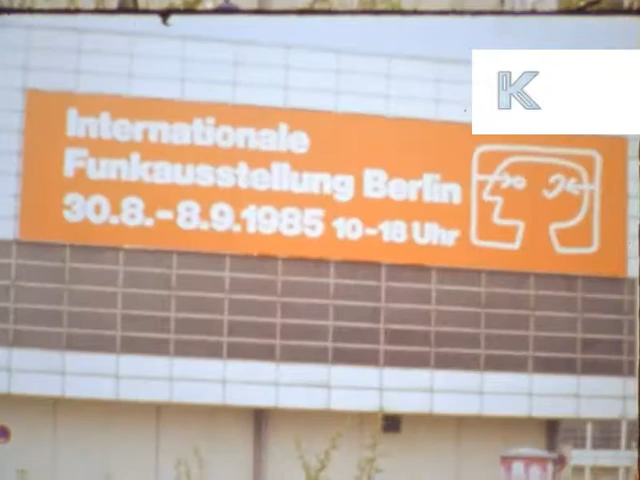 K
Internationale
Funkausstellung Berlin
30.8.-8.9.1985 10-18 Uhr